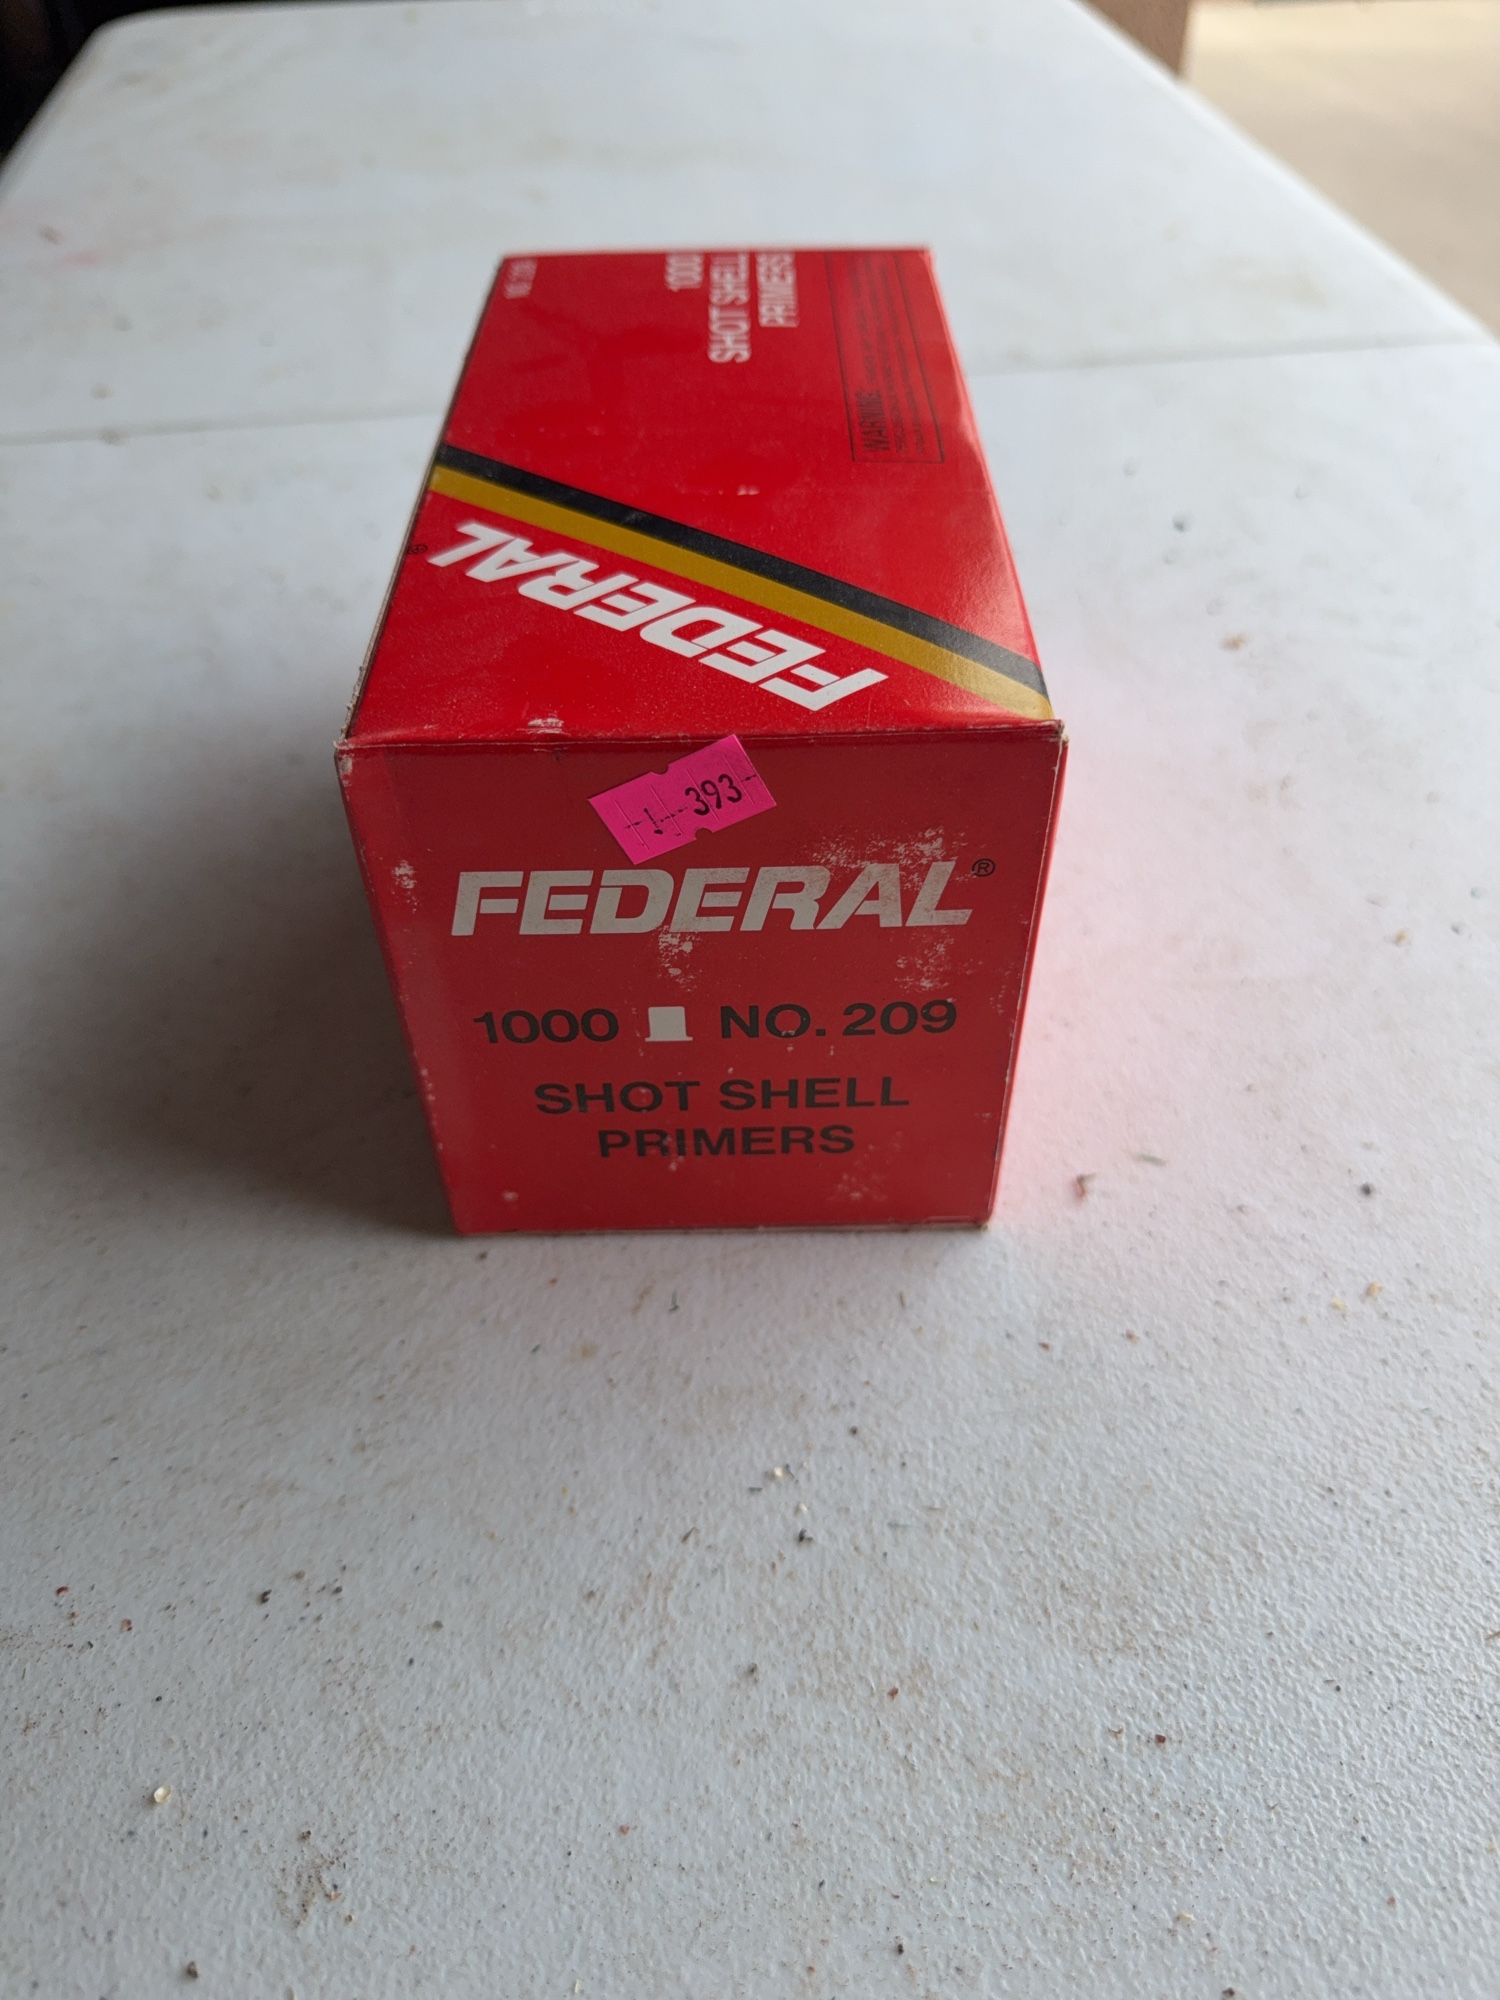 1000
SHOT SHELL
PRIMERS
WARNING
FEDERAL®
393
FEDERAL®
1000 NO. 209
SHOT SHELL
PRIMERS